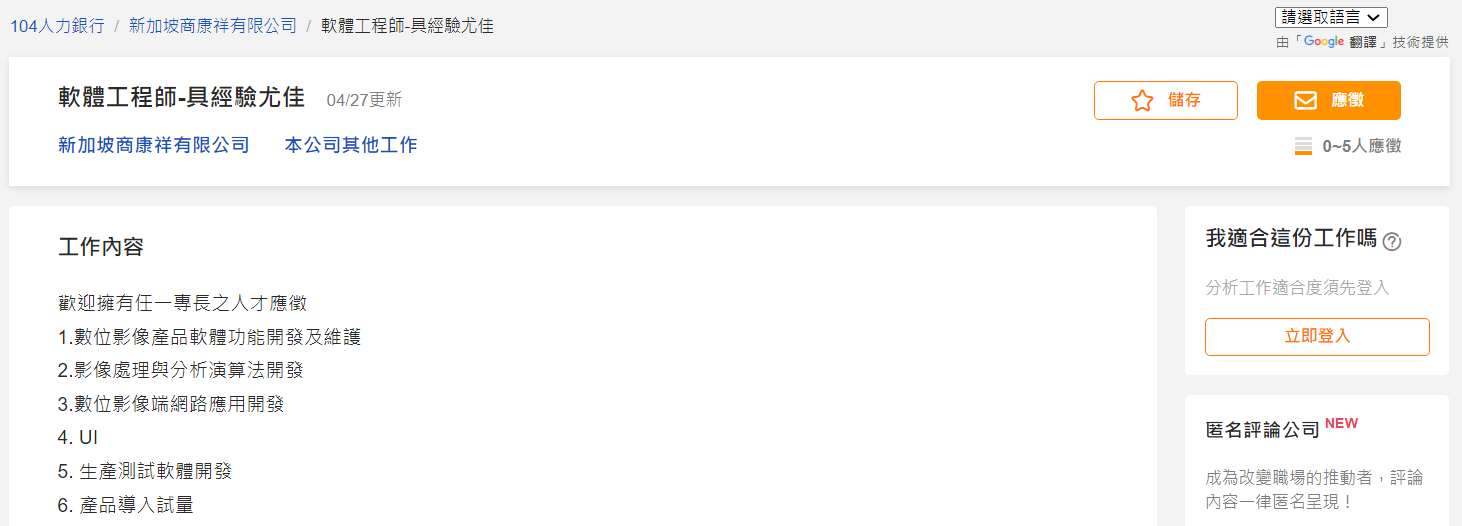 104人力銀行 / 新加坡商康祥有限公司 / 軟體工程師-具經驗尤佳
請選取語言
由「Google 翻譯」技術提供
軟體工程師-具經驗尤佳 04/27更新
儲存
應徵
新加坡商康祥有限公司 本公司其他工作
0~5人應徵
工作內容
歡迎擁有任一專長之人才應徵
1.數位影像產品軟體功能開發及維護
2.影像處理與分析演算法開發
3.數位影像端網路應用開發
4. UI
5. 生產測試軟體開發
6. 產品導入試量
我適合這份工作嗎 ?
分析工作適合度須先登入
立即登入
匿名評論公司 NEW
成為改變職場的推動者，評論
內容一律匿名呈現！